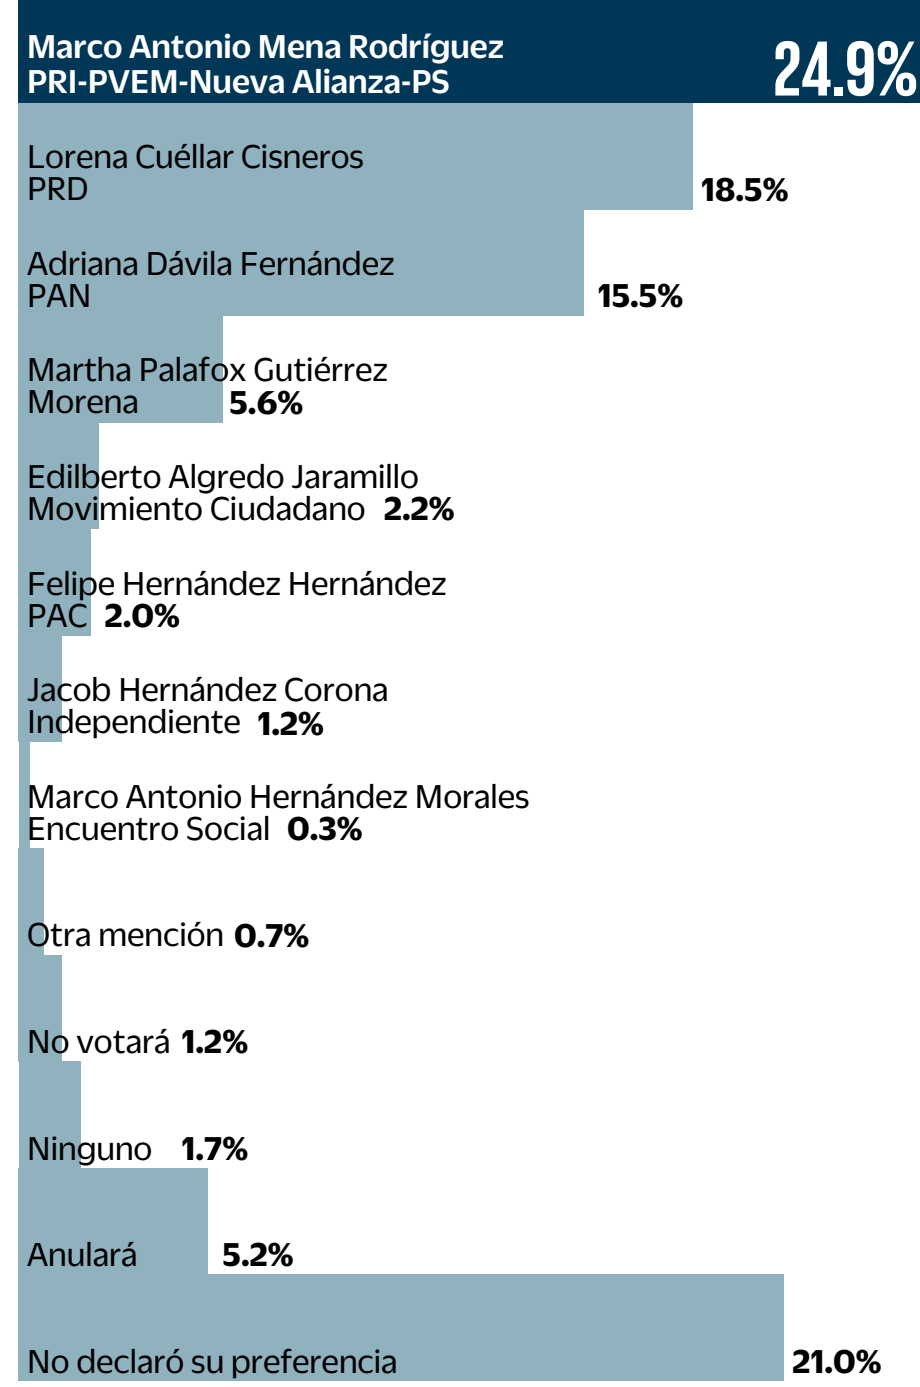 Marco Antonio Mena Rodríguez
PRI-PVEM-Nueva Alianza-PS
24.9%
Lorena Cuéllar Cisneros
PRD 18.5%
Adriana Dávila Fernández
PAN 15.5%
Martha Palafox Gutiérrez
Morena 5.6%
Edilberto Algredo Jaramillo
Movimiento Ciudadano 2.2%
Felipe Hernández Hernández
PAC 2.0%
Jacob Hernández Corona
Independiente 1.2%
Marco Antonio Hernández Morales
Encuentro Social 0.3%
Otra mención 0.7%
No votará 1.2%
Ninguno 1.7%
Anulará 5.2%
No declaró su preferencia 21.0%